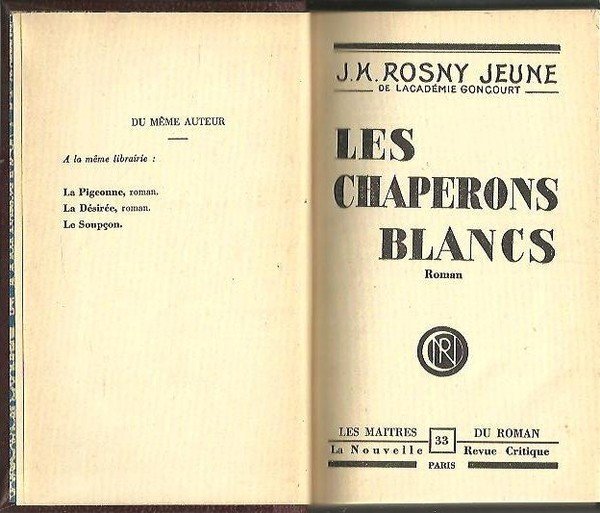 DU MÊME AUTEUR
A la même librairie :
La Pigeonne, roman.
La Désirée, roman.
Le Soupçon.
J.H. ROSNY JEUNE
DE LACADÉMIE GONCOURT
LES
CHAPERONS
BLANCS
Roman
NRC
LES MAITRES 33 DU ROMAN
La Nouvelle Revue Critique
PARIS